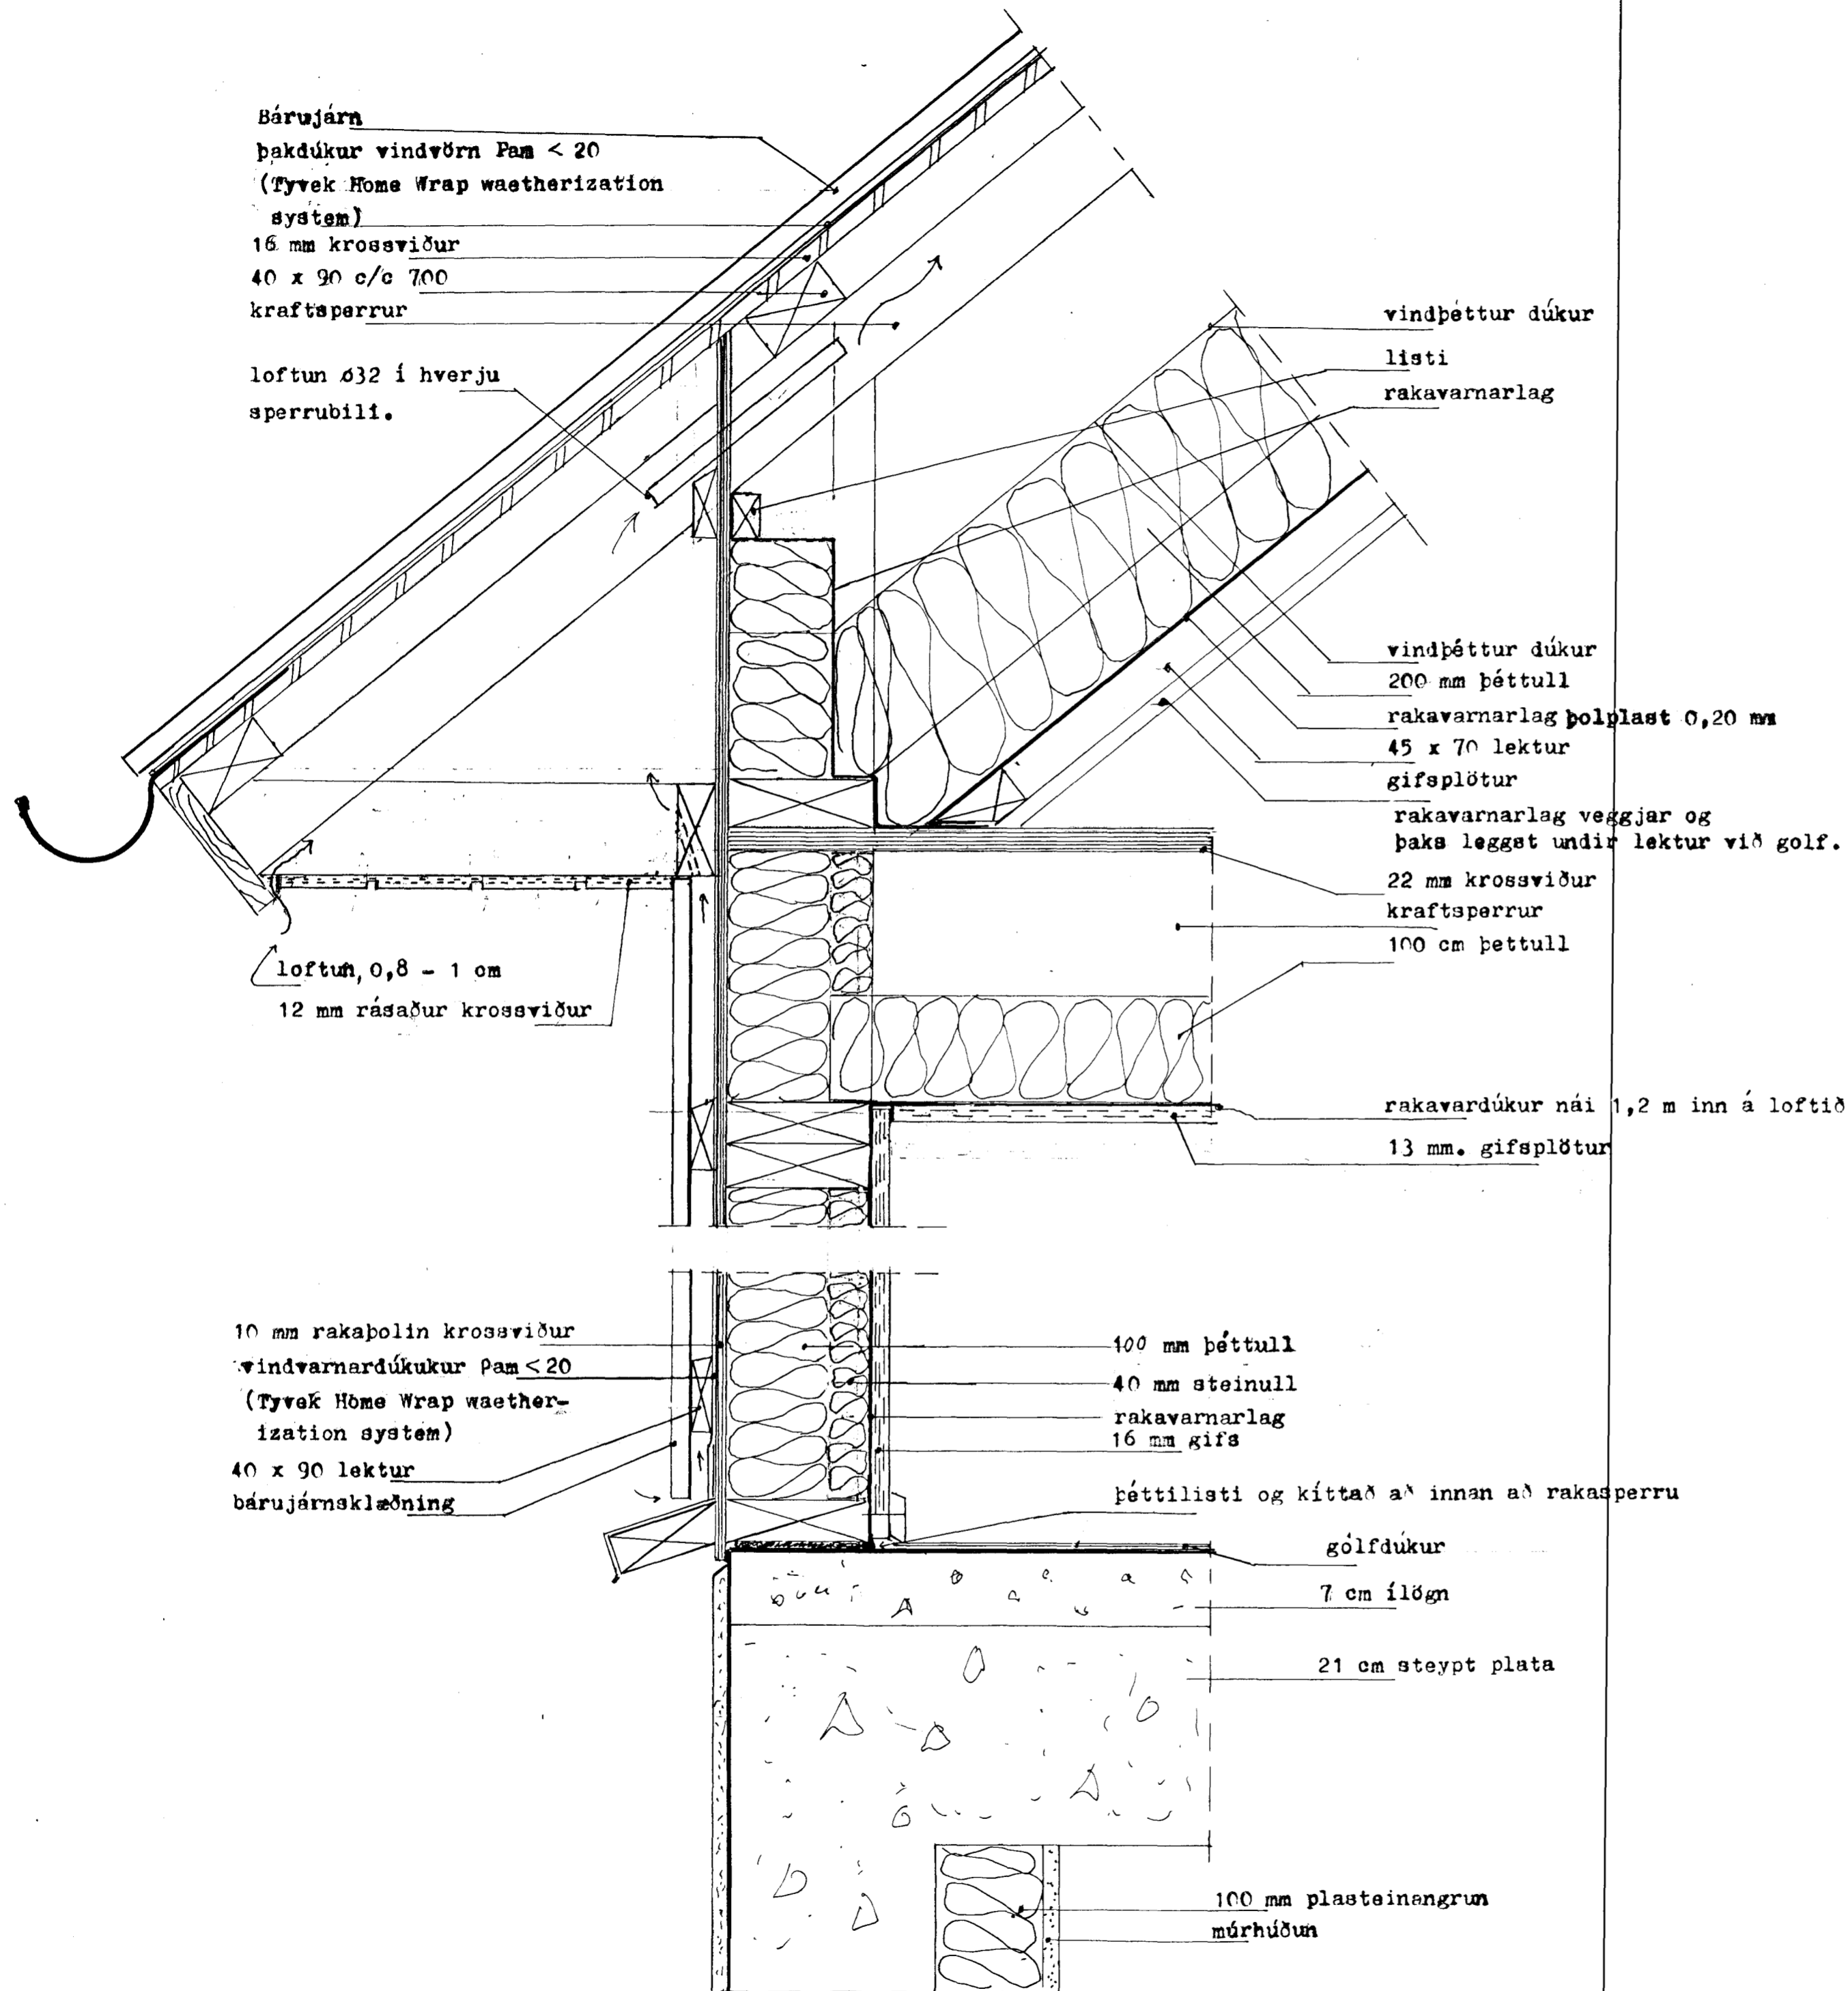 Bárujárn
þakdúkur vindvörn Pam < 20
(Tyvek Home Wrap waetherization
system)
16 mm krossviður
40 x 90 c/c 700
kraftsperrur
loftun ø32 í hverju
sperrubili.
vindþéttur dúkur
listi
rakavarnarlag
vindþéttur dúkur
200 mm þéttull
rakavarnarlag þolplast 0,20 mm
45 x 70 lektur
gifsplötur
rakavarnarlag veggjar og
þaks leggst undir lektur við golf.
22 mm krossviður
kraftsperrur
100 cm þettull
loftun, 0,8 - 1 cm
12 mm rásaður krossviður
rakavardúkur nái 1,2 m inn á loftið
13 mm. gifsplötur
10 mm rakaþolin krossviður
vindvarnardúkukur Pam < 20
(Tyvek Home Wrap waether-
ization system)
40 x 90 lektur
bárujárnsklæðning
100 mm þéttull
40 mm steinull
rakavarnarlag
16 mm gifs
þéttilisti og kíttað að innan að rakasperru
gólfdúkur
7 cm ílögn
21 cm steypt plata
100 mm plasteinangrun
múrhúðun